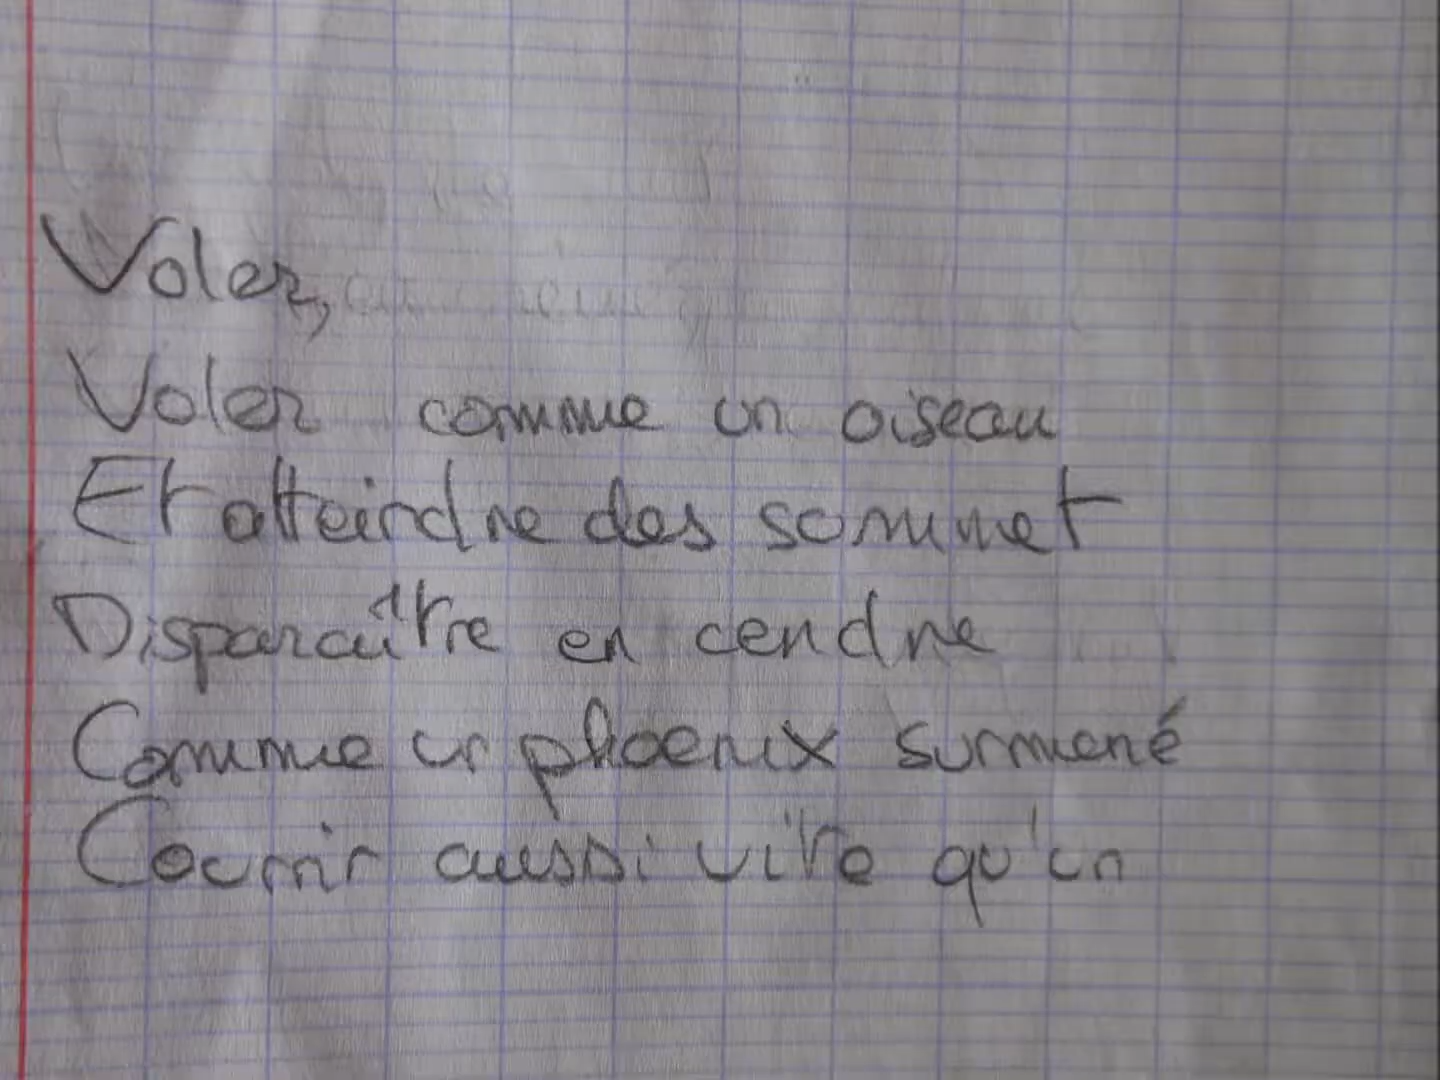 Voler,
Voler comme un oiseau
Et atteindre des sommet
Disparaître en cendre
Comme un phoenix surmené
Courrir aussi vite qu'un